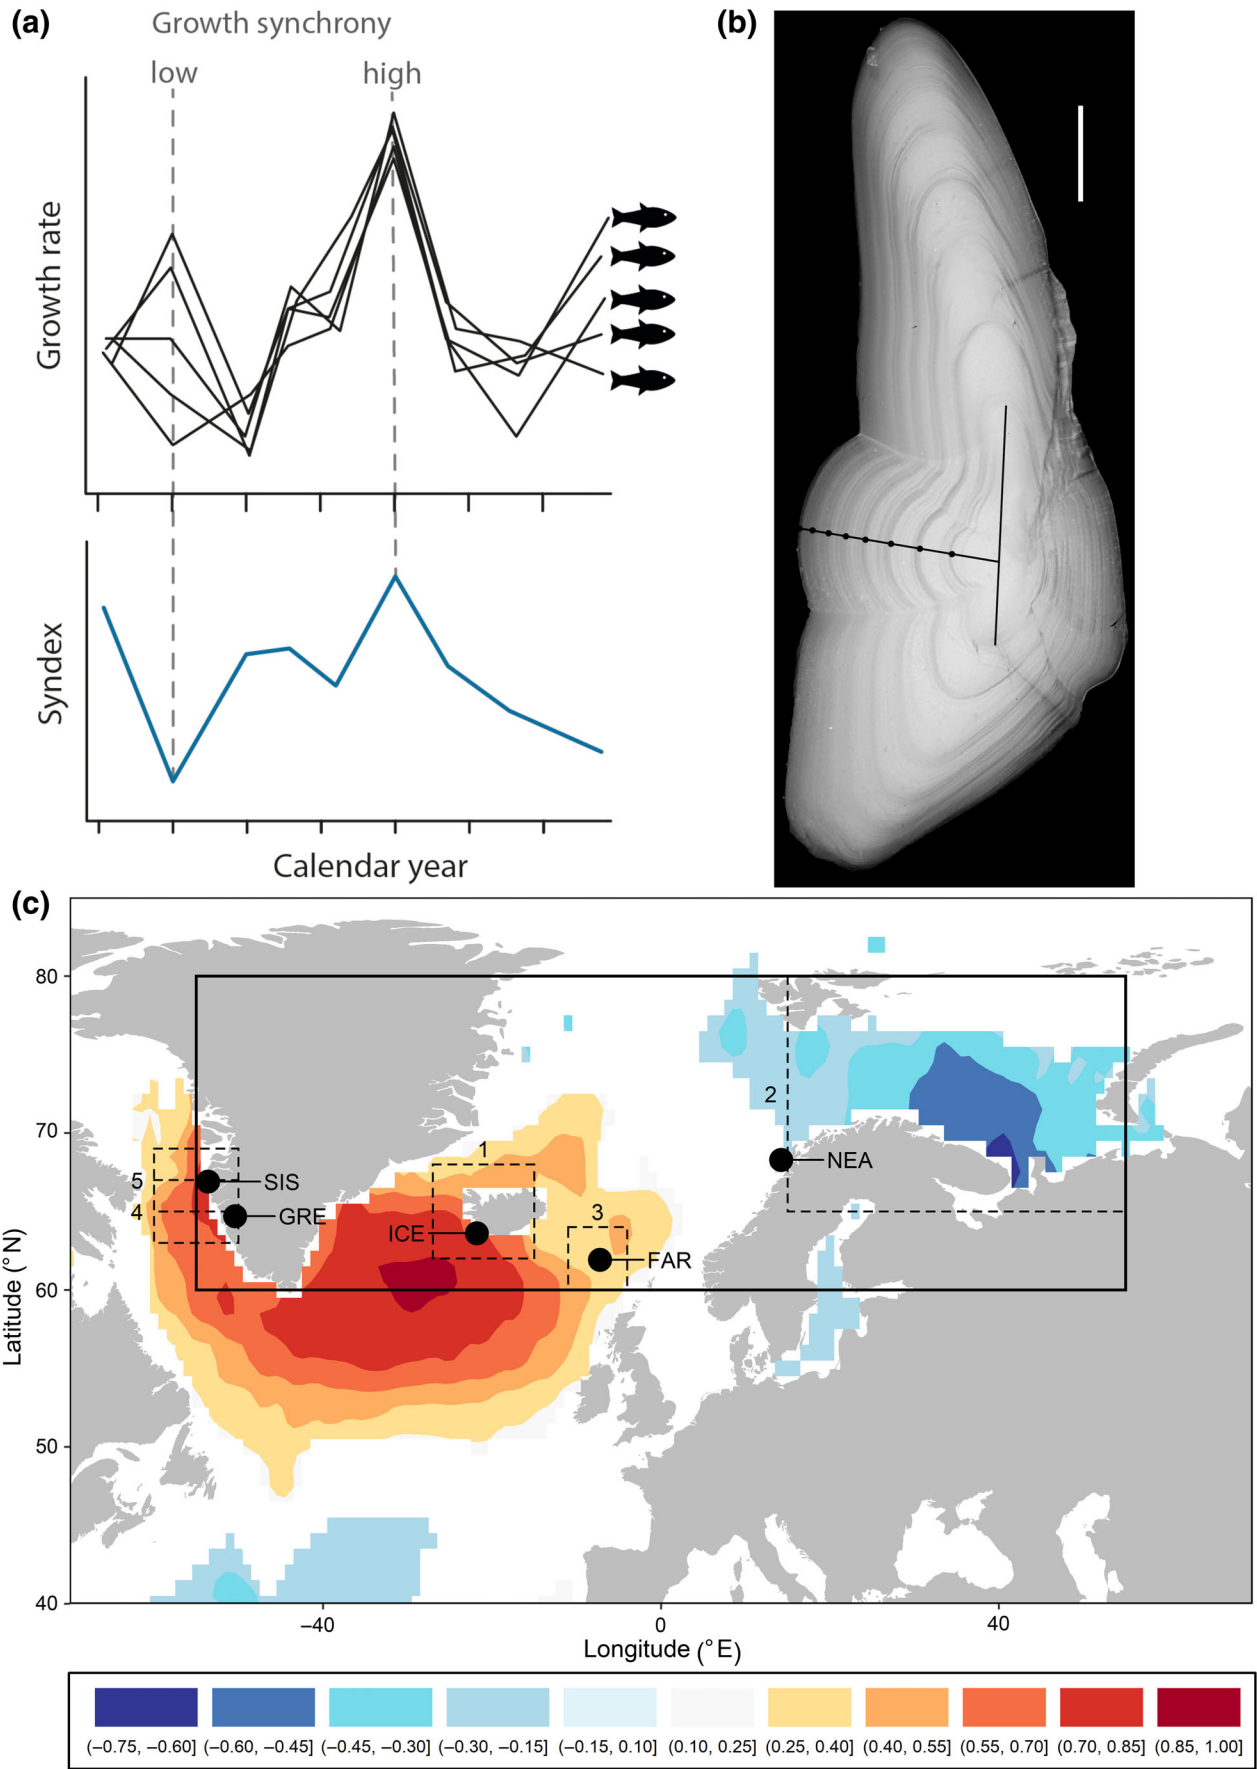 (a)
Growth synchrony
low
high
Growth rate
Syndex
Calendar year
(b)
(c)
80
70
60
50
40
Latitude (°N)
1
2
3
5
4
SIS
GRE
ICE
FAR
NEA
−40
0
40
Longitude (°E)
(−0.75, −0.60]
(−0.60, −0.45]
(−0.45, −0.30]
(−0.30, −0.15]
(−0.15, 0.10]
(0.10, 0.25]
(0.25, 0.40]
(0.40, 0.55]
(0.55, 0.70]
(0.70, 0.85]
(0.85, 1.00]